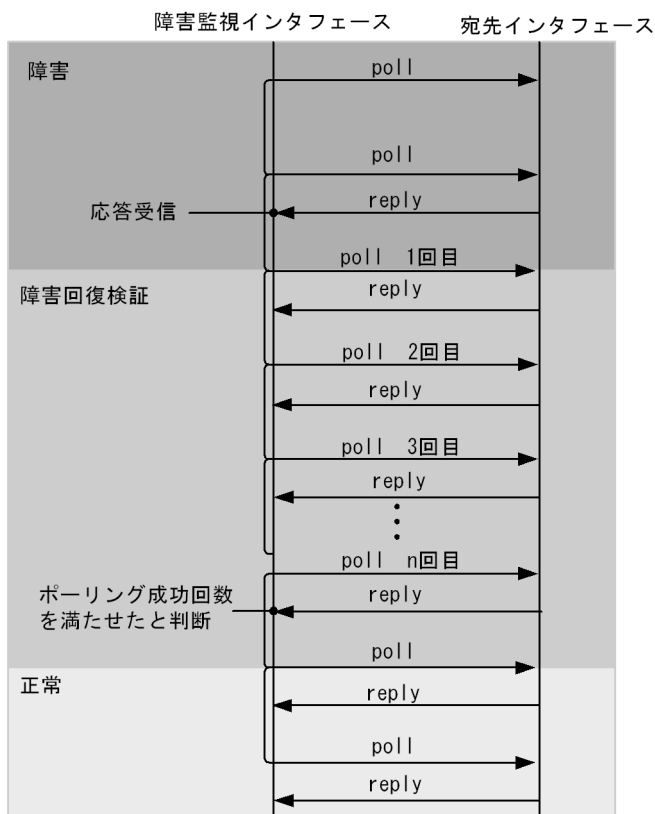 障害監視インタフェース
宛先インタフェース
障害
poll
poll
reply
応答受信
poll 1回目
reply
障害回復検証
poll 2回目
reply
poll 3回目
reply
poll n回目
ポーリング成功回数
を満たせたと判断
reply
poll
正常
reply
poll
reply